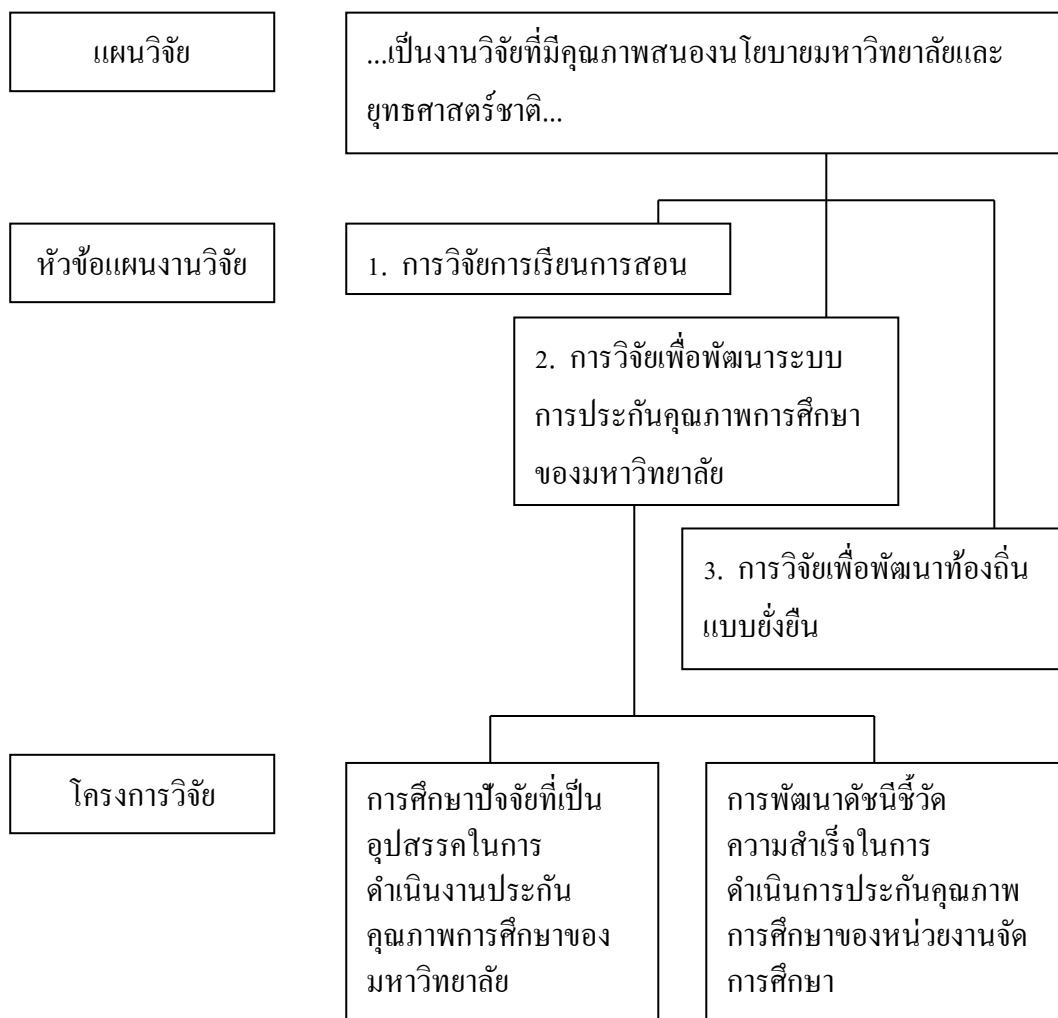 แผนวิจัย
...เป็นงานวิจัยที่มีคุณภาพสนองนโยบายมหาวิทยาลัยและ
ยุทธศาสตร์ชาติ...
หัวข้อแผนงานวิจัย
1. การวิจัยการเรียนการสอน
2. การวิจัยเพื่อพัฒนาระบบ
การประกันคุณภาพการศึกษา
ของมหาวิทยาลัย
3. การวิจัยเพื่อพัฒนาท้องถิ่น
แบบยั่งยืน
โครงการวิจัย
การศึกษาปัจจัยที่เป็น
อุปสรรคในการ
ดำเนินงานประกัน
คุณภาพการศึกษาของ
มหาวิทยาลัย
การพัฒนาดัชนีชี้วัด
ความสำเร็จในการ
ดำเนินการประกันคุณภาพ
การศึกษาของหน่วยงานจัด
การศึกษา